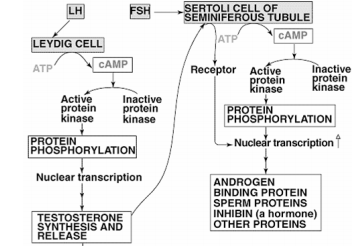 LH
LEYDIG CELL
ATP
cAMP
Active
protein
kinase
Inactive
protein
kinase
PROTEIN
PHOSPHORYLATION
Nuclear transcription
TESTOSTERONE
SYNTHESIS AND
RELEASE
FSH
SERTOLI CELL OF
SEMINIFEROUS TUBULE
ATP
cAMP
Receptor
Active
protein
kinase
Inactive
protein
kinase
PROTEIN
PHOSPHORYLATION
Nuclear transcription
ANDROGEN
BINDING PROTEIN
SPERM PROTEINS
INHIBIN (a hormone)
OTHER PROTEINS